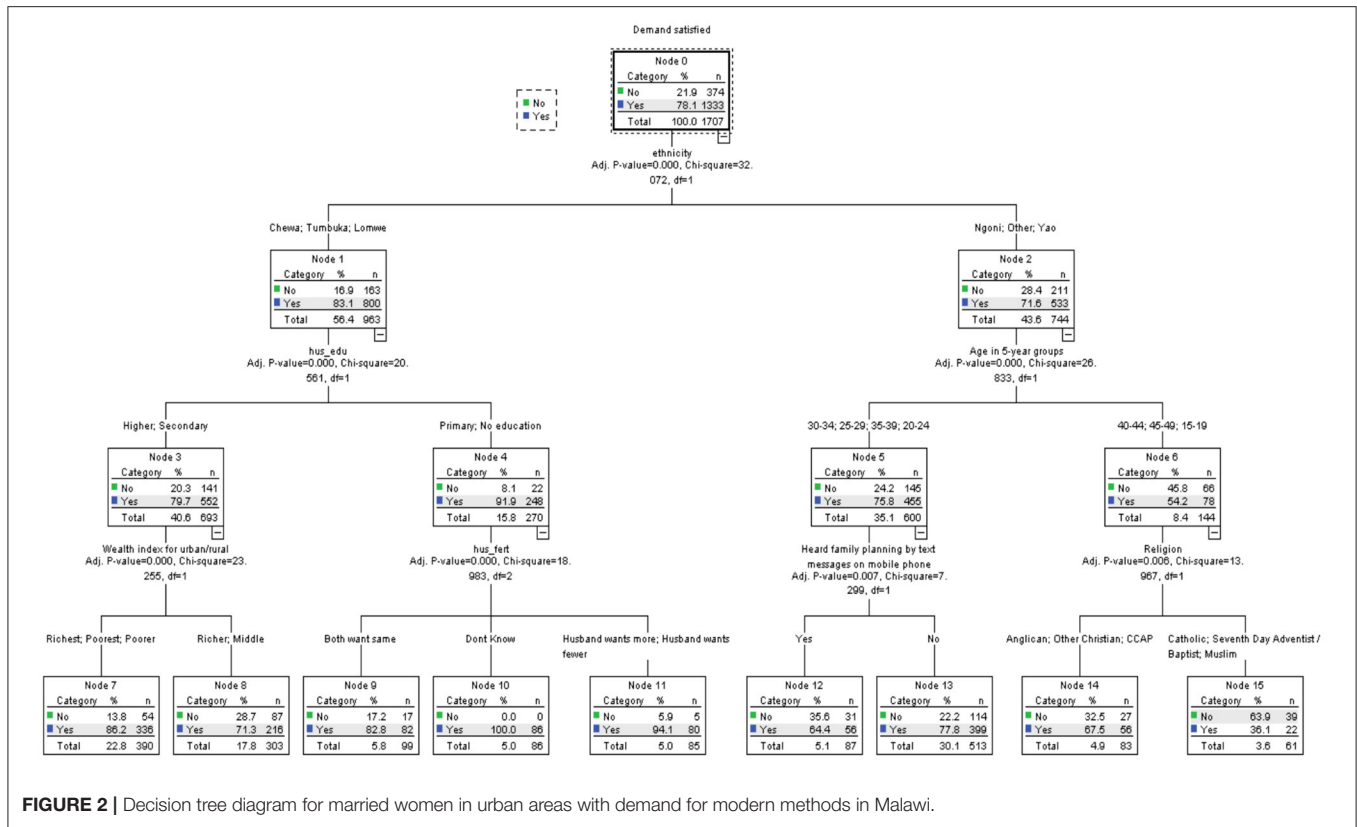 Demand satisfied
Node 0
Category % n
No 21.9 374
Yes 78.1 1333
Total 100.0 1707
No
Yes
ethnicity
Adj. P-value=0.000, Chi-square=32.
072, df=1
Chewa; Tumbuka; Lomwe
Ngoni; Other; Yao
Node 1
Category % n
No 16.9 163
Yes 83.1 800
Total 56.4 963
Node 2
Category % n
No 28.4 211
Yes 71.6 533
Total 43.6 744
hus_edu
Adj. P-value=0.000, Chi-square=20.
561, df=1
Age in 5-year groups
Adj. P-value=0.000, Chi-square=26.
833, df=1
Higher; Secondary
Primary; No education
30-34; 25-29; 35-39; 20-24
40-44; 45-49; 15-19
Node 3
Category % n
No 20.3 141
Yes 79.7 552
Total 40.6 693
Node 4
Category % n
No 8.1 22
Yes 91.9 248
Total 15.8 270
Node 5
Category % n
No 24.2 145
Yes 75.8 455
Total 35.1 600
Node 6
Category % n
No 45.8 66
Yes 54.2 78
Total 8.4 144
Wealth index for urban/rural
Adj. P-value=0.000, Chi-square=23.
255, df=1
hus_fert
Adj. P-value=0.000, Chi-square=18.
983, df=2
Heard family planning by text
messages on mobile phone
Adj. P-value=0.007, Chi-square=7.
299, df=1
Religion
Adj. P-value=0.006, Chi-square=13.
967, df=1
Richest; Poorest; Poorer
Richer; Middle
Both want same
Dont Know
Husband wants more; Husband wants
fewer
Yes
No
Anglican; Other Christian; CCAP
Catholic; Seventh Day Adventist /
Baptist; Muslim
Node 7
Category % n
No 13.8 54
Yes 86.2 336
Total 22.8 390
Node 8
Category % n
No 28.7 87
Yes 71.3 216
Total 17.8 303
Node 9
Category % n
No 17.2 17
Yes 82.8 82
Total 5.8 99
Node 10
Category % n
No 0.0 0
Yes 100.0 86
Total 5.0 86
Node 11
Category % n
No 5.9 5
Yes 94.1 80
Total 5.0 85
Node 12
Category % n
No 35.6 31
Yes 64.4 56
Total 5.1 87
Node 13
Category % n
No 22.2 114
Yes 77.8 399
Total 30.1 513
Node 14
Category % n
No 32.5 27
Yes 67.5 56
Total 4.9 83
Node 15
Category % n
No 63.9 39
Yes 36.1 22
Total 3.6 61
FIGURE 2 | Decision tree diagram for married women in urban areas with demand for modern methods in Malawi.